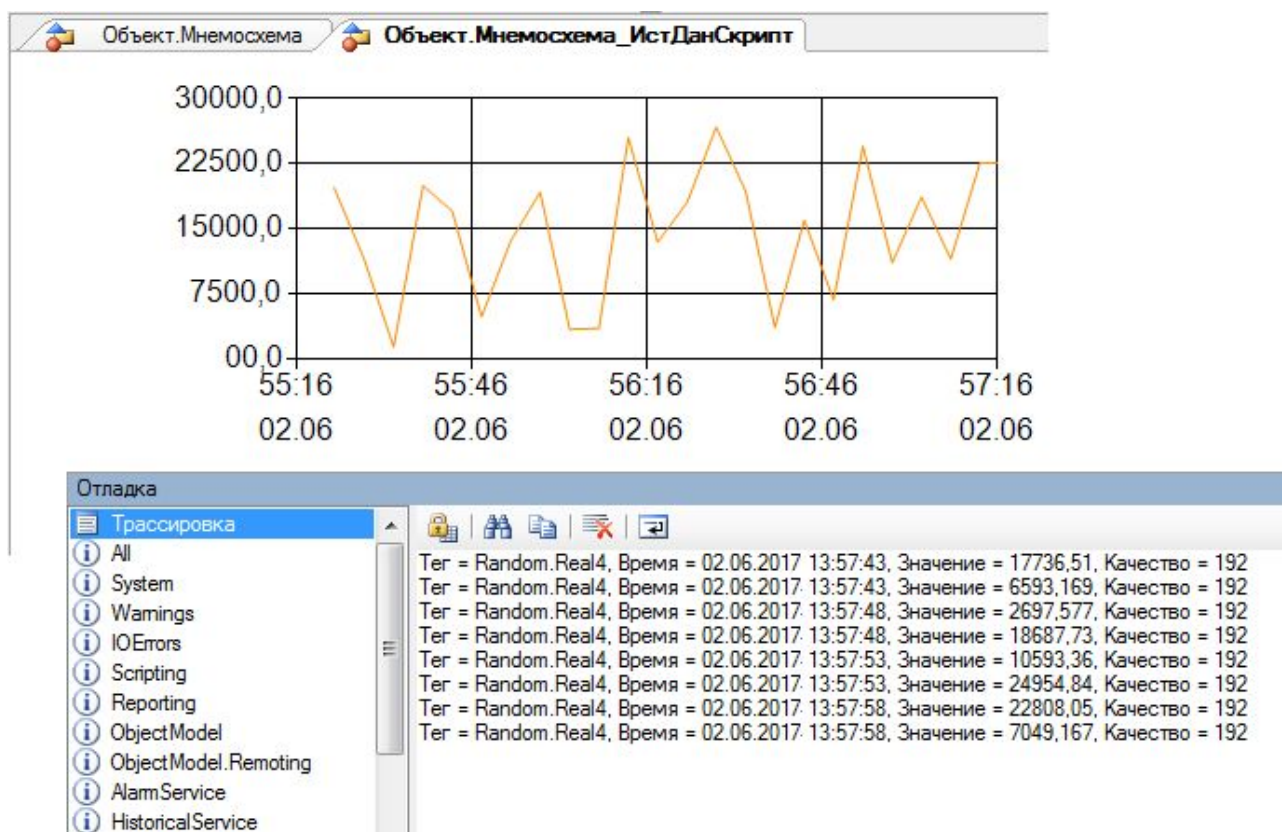 Объект.Мнемосхема Объект.Мнемосхема_ИстДанСкрипт
30000,0
22500,0
15000,0
7500,0
00,0
55:16 55:46 56:16 56:46 57:16
02.06 02.06 02.06 02.06 02.06
Отладка
Трассировка
All
System
Warnings
IOErrors
Scripting
Reporting
ObjectModel
ObjectModel.Remoting
AlarmService
HistoricalService
Тег = Random.Real4, Время = 02.06.2017 13:57:43, Значение = 17736,51, Качество = 192
Тег = Random.Real4, Время = 02.06.2017 13:57:43, Значение = 6593,169, Качество = 192
Тег = Random.Real4, Время = 02.06.2017 13:57:48, Значение = 2697,577, Качество = 192
Тег = Random.Real4, Время = 02.06.2017 13:57:48, Значение = 18687,73, Качество = 192
Тег = Random.Real4, Время = 02.06.2017 13:57:53, Значение = 10593,36, Качество = 192
Тег = Random.Real4, Время = 02.06.2017 13:57:53, Значение = 24954,84, Качество = 192
Тег = Random.Real4, Время = 02.06.2017 13:57:58, Значение = 22808,05, Качество = 192
Тег = Random.Real4, Время = 02.06.2017 13:57:58, Значение = 7049,167, Качество = 192